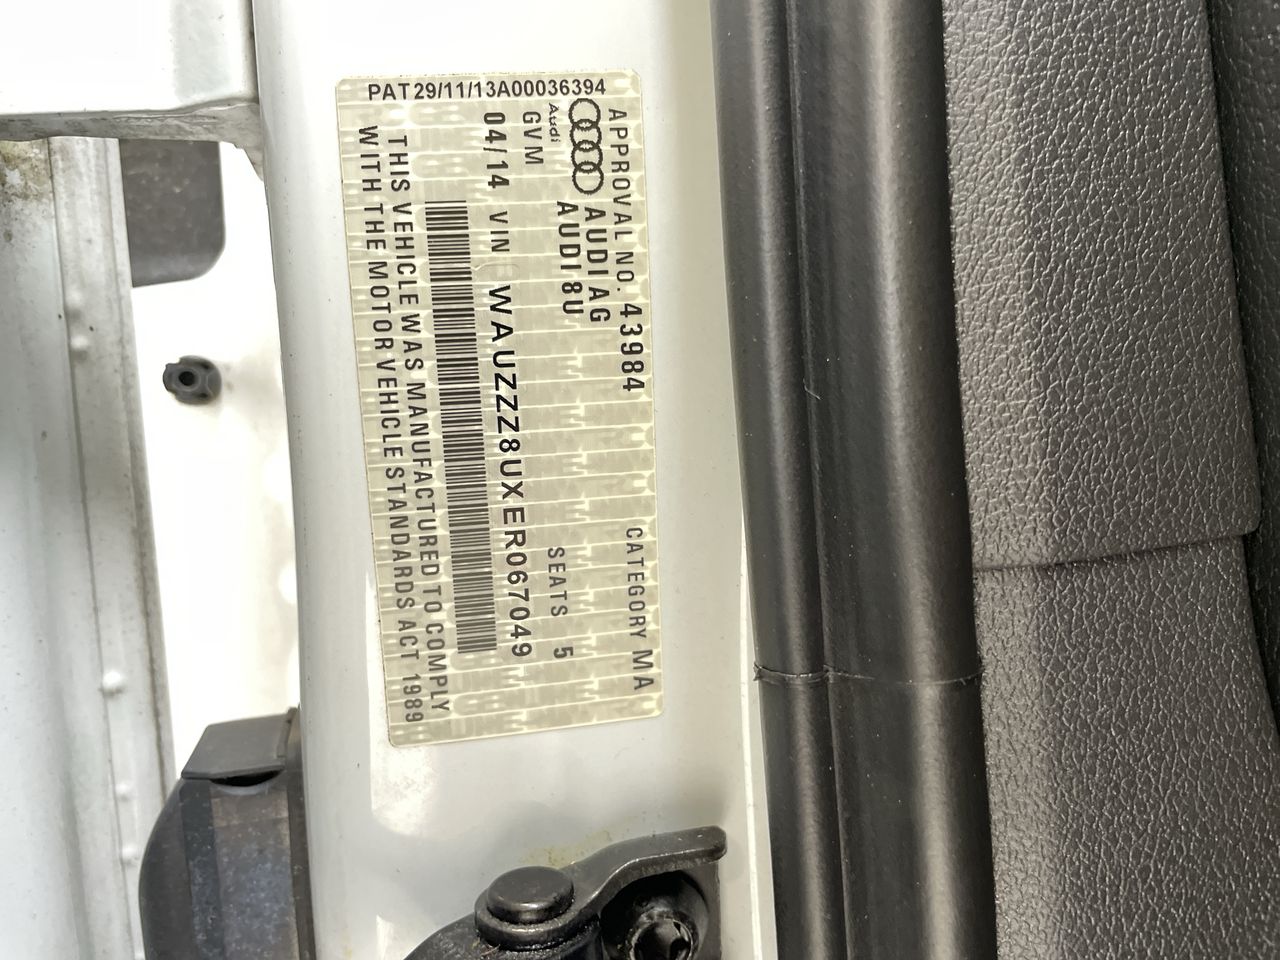 PAT29/11/13A00036394
APPROVAL NO. 43984 CATEGORY MA
AUDI AG
AUDI 8U
Audi
GVM SEATS 5
04/14 VIN WAUZZZ8UXER067049
THIS VEHICLE WAS MANUFACTURED TO COMPLY
WITH THE MOTOR VEHICLE STANDARDS ACT 1989